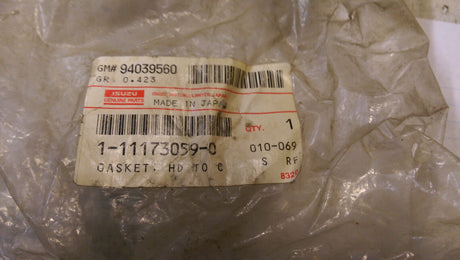 GM# 94039560
GR. 0.423
ISUZU
GENUINE PARTS
MADE IN JAPAN
QTY. 1
1-11173059-0 010-069
GASKET: HD TO C S RF
832